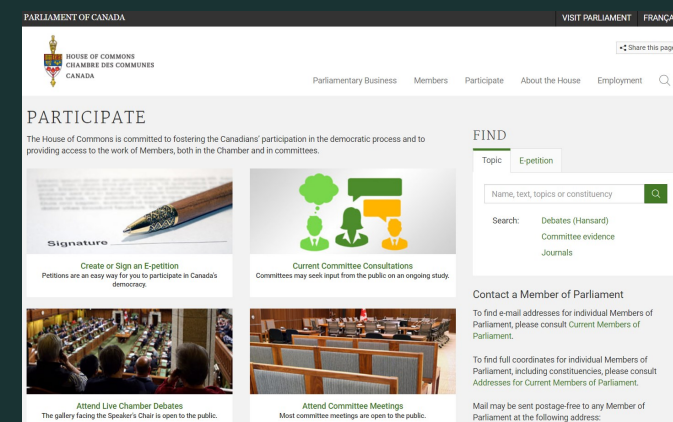 PARLIAMENT OF CANADA
VISIT PARLIAMENT
HOUSE OF COMMONS
CHAMBRE DES COMMUNES
CANADA
Share this page
Parliamentary Business
Members
Participate
About the House
Employment
PARTICIPATE
The House of Commons is committed to fostering the Canadians' participation in the democratic process and to
providing access to the work of Members, both in the Chamber and in committees.
Signature
Create or Sign an E-petition
Petitions are an easy way for you to participate in Canada's
democracy.
Current Committee Consultations
Committees may seek input from the public on an ongoing study.
Attend Live Chamber Debates
The gallery facing the Speaker's Chair is open to the public.
Attend Committee Meetings
Most committee meetings are open to the public.
FIND
Topic
E-petition
Name, text, topics or constituency
Search:
Debates (Hansard)
Committee evidence
Journals
Contact a Member of Parliament
To find e-mail addresses for individual Members of
Parliament, please consult Current Members of
Parliament.
To find full coordinates for individual Members of
Parliament, including constituencies, please consult
Addresses for Current Members of Parliament.
Mail may be sent postage-free to any Member of
Parliament at the following address: